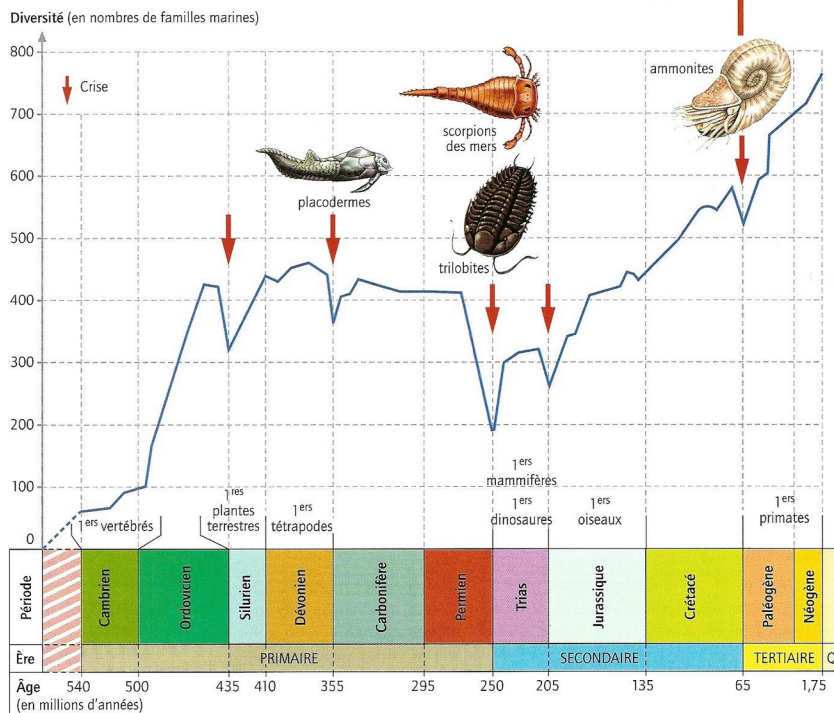 Diversité (en nombres de familles marines)
800
700
600
500
400
300
200
100
0
Crise
placodermes
scorpions
des mers
trilobites
ammonites
1ers vertébrés
1res
plantes
terrestres
1ers
tétrapodes
1ers
mammifères
1ers
dinosaures
1ers
oiseaux
1ers
primates
Période
Cambrien
Ordovicien
Silurien
Dévonien
Carbonifère
Permien
Trias
Jurassique
Crétacé
Paléogène
Néogène
Ère
PRIMAIRE
SECONDAIRE
TERTIAIRE
Q
Âge
(en millions d'années)
540 500 435 410 355 295 250 205 135 65 1,75